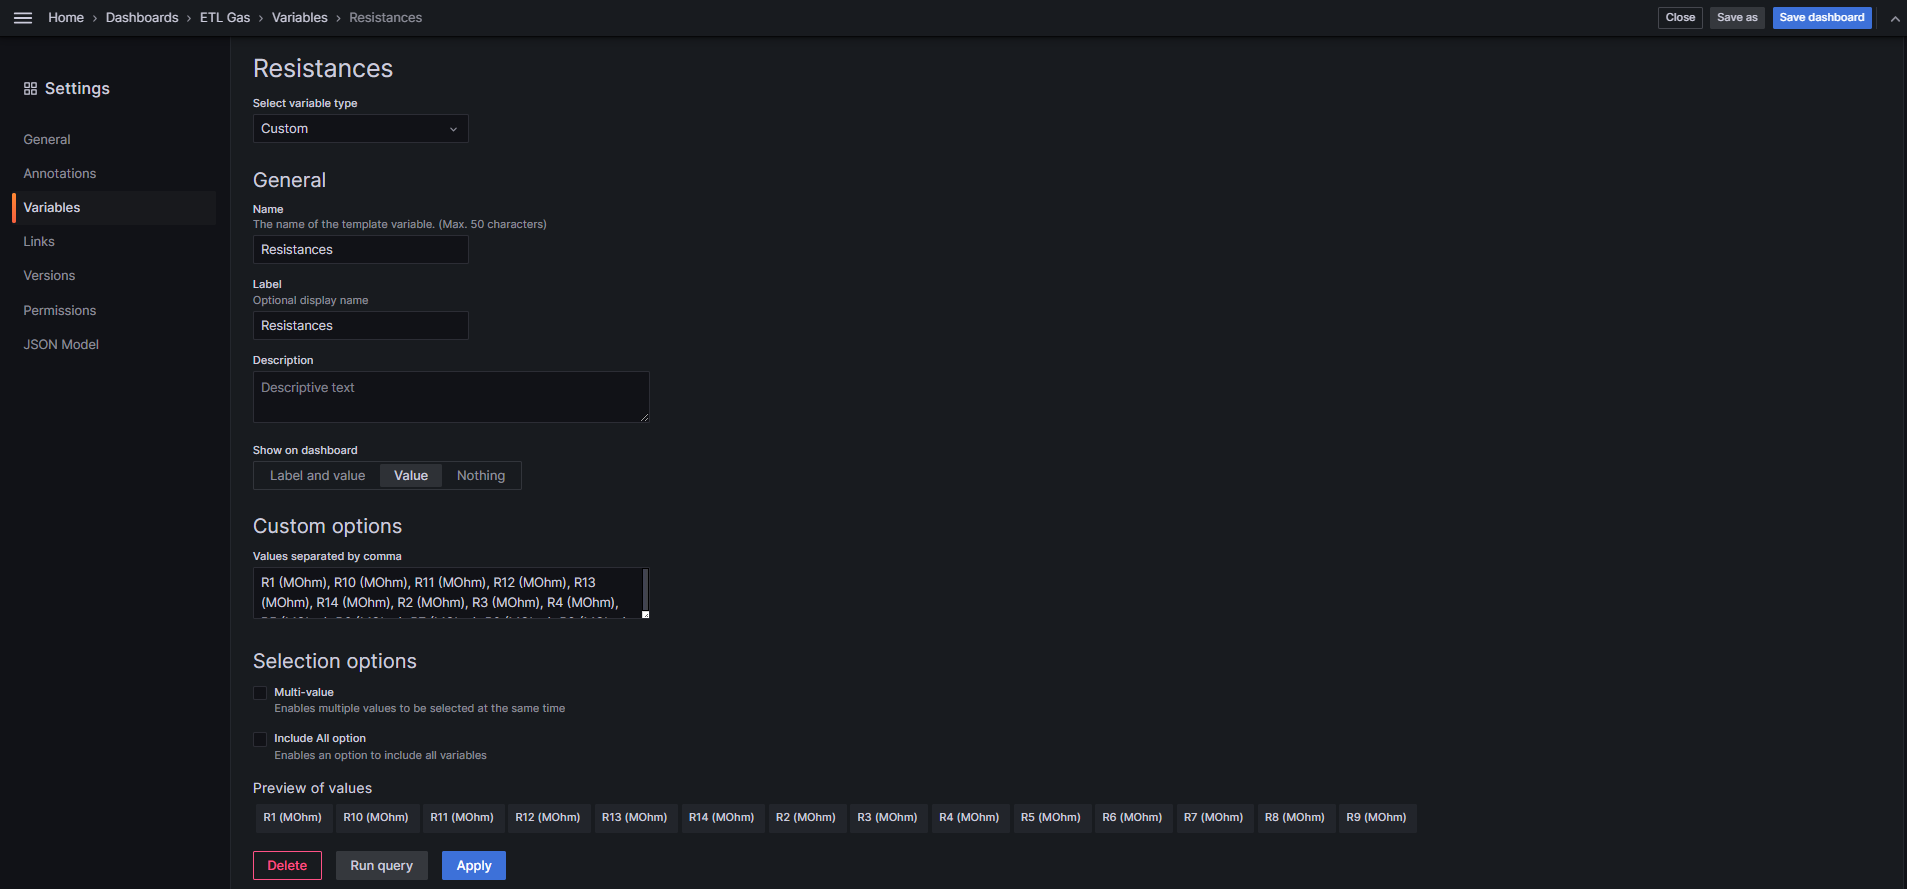 Home › Dashboards › ETL Gas › Variables › Resistances
Close
Save as
Save dashboard
Settings
General
Annotations
Variables
Links
Versions
Permissions
JSON Model
Resistances
Select variable type
Custom
General
Name
The name of the template variable. (Max. 50 characters)
Resistances
Label
Optional display name
Resistances
Description
Descriptive text
Show on dashboard
Label and value Value Nothing
Custom options
Values separated by comma
R1 (MOhm), R10 (MOhm), R11 (MOhm), R12 (MOhm), R13
(MOhm), R14 (MOhm), R2 (MOhm), R3 (MOhm), R4 (MOhm),
Selection options
Multi-value
Enables multiple values to be selected at the same time
Include All option
Enables an option to include all variables
Preview of values
R1 (MOhm) R10 (MOhm) R11 (MOhm) R12 (MOhm) R13 (MOhm) R14 (MOhm) R2 (MOhm) R3 (MOhm) R4 (MOhm) R5 (MOhm) R6 (MOhm) R7 (MOhm) R8 (MOhm) R9 (MOhm)
Delete Run query Apply